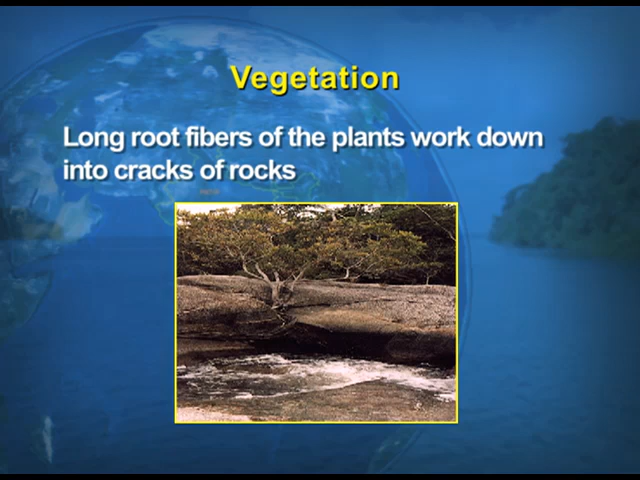 Vegetation
Long root fibers of the plants work down
into cracks of rocks